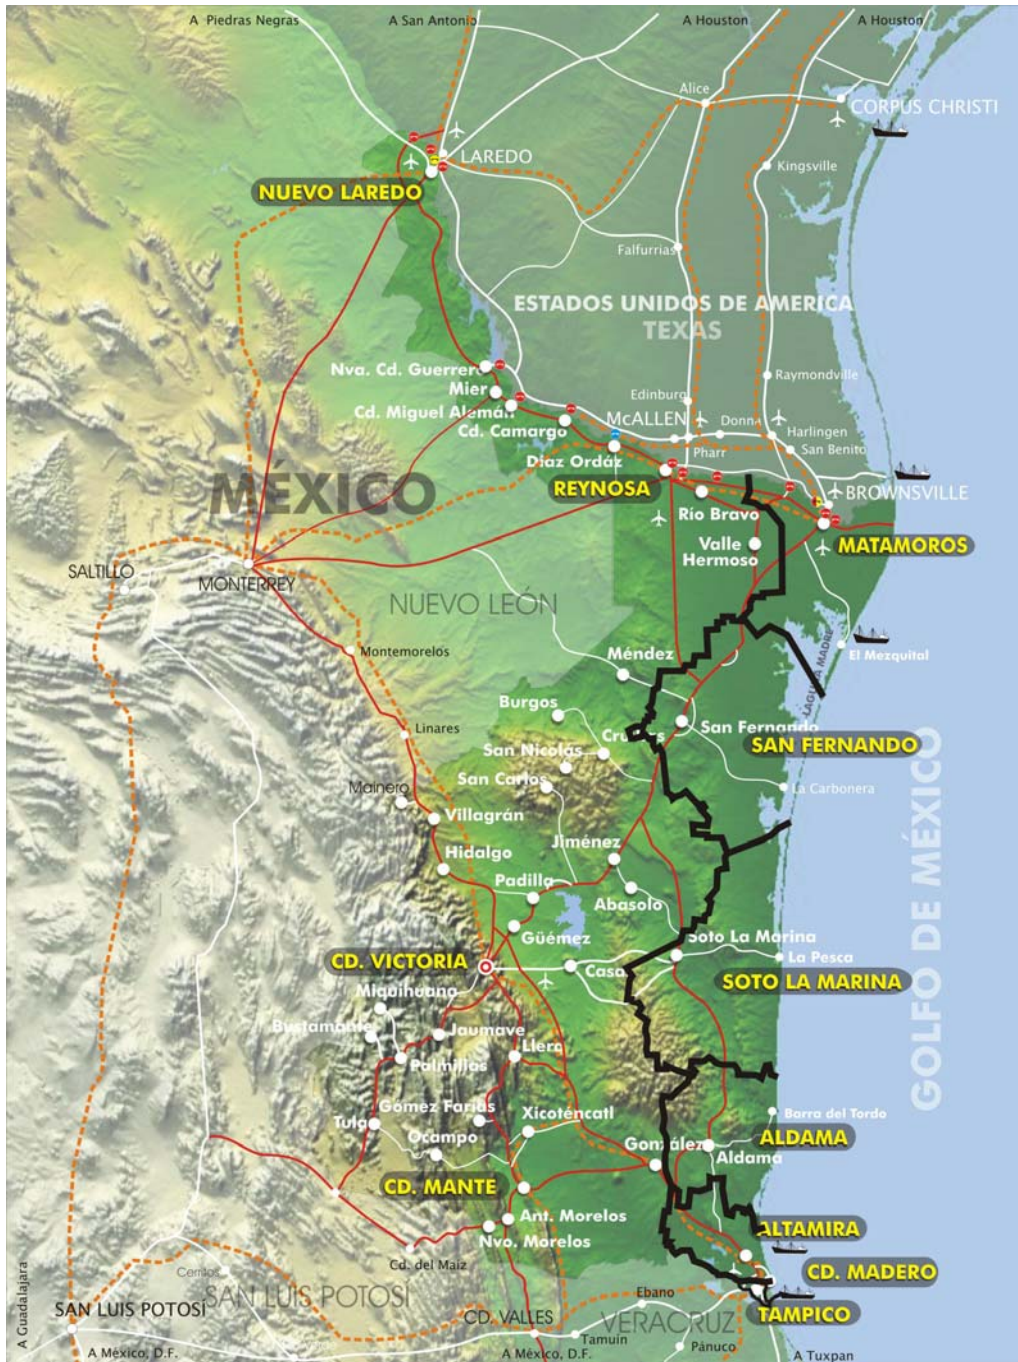 A Piedras Negras
A San Antonio
A Houston
A Houston
Alice
CORPUS CHRISTI
LAREDO
Kingsville
NUEVO LAREDO
Falfurrias
ESTADOS UNIDOS DE AMERICA
TEXAS
Nva. Cd. Guerrero
Raymondville
Mier
Edinburg
Cd. Miguel Alemán
McALLEN
Donna
Cd. Camargo
Harlingen
San Benito
Pharr
Díaz Ordáz
MÉXICO
REYNOSA
BROWNSVILLE
Río Bravo
MATAMOROS
Valle
Hermoso
SALTILLO
MONTERREY
NUEVO LEÓN
Montemorelos
Méndez
El Mezquital
LAGUNA MADRE
Burgos
Linares
San Fernando
Cruillas
SAN FERNANDO
San Nicolás
San Carlos
Mainero
La Carbonera
Villagrán
Jiménez
Hidalgo
Padilla
Abasolo
Güémez
Soto La Marina
CD. VICTORIA
La Pesca
Casas
SOTO LA MARINA
GOLFO DE MÉXICO
Miquihuana
Bustamante
Jaumave
Llera
Palmillas
Gómez Farías
Xicoténcatl
Barra del Tordo
Tula
Ocampo
González
ALDAMA
Aldama
CD. MANTE
Ant. Morelos
ALTAMIRA
Nvo. Morelos
Cd. del Maíz
CD. MADERO
Cerritos
A Guadalajara
SAN LUIS POTOSÍ
SAN LUIS POTOSÍ
Ebano
CD. VALLES
VERACRUZ
TAMPICO
Tamuín
Pánuco
A México, D.F.
A México, D.F.
A Tuxpan